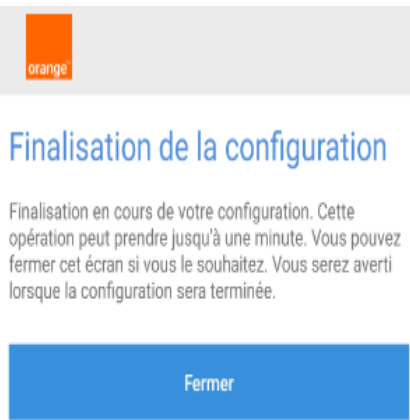 orange™
Finalisation de la configuration
Finalisation en cours de votre configuration. Cette
opération peut prendre jusqu'à une minute. Vous pouvez
fermer cet écran si vous le souhaitez. Vous serez averti
lorsque la configuration sera terminée.
Fermer